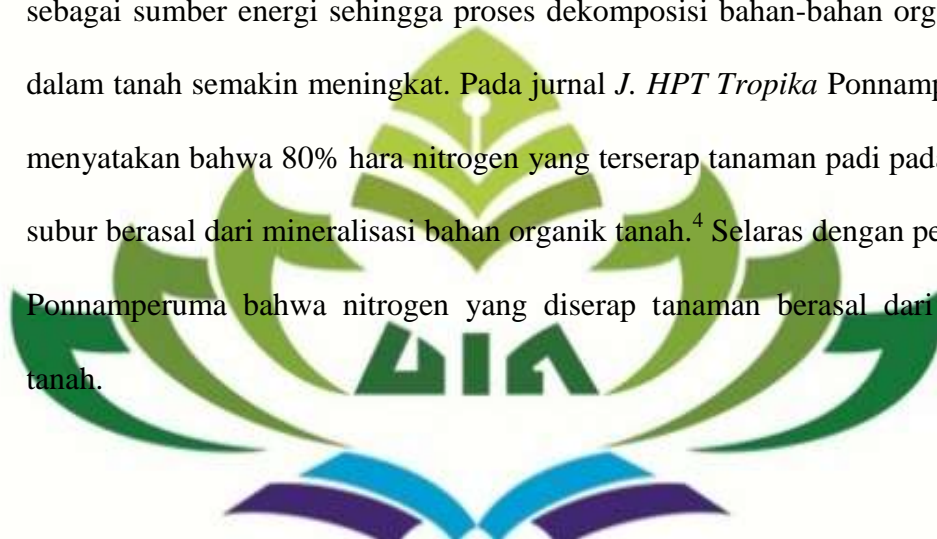 sebagai sumber energi sehingga proses dekomposisi bahan-bahan org
dalam tanah semakin meningkat. Pada jurnal J. HPT Tropika Ponnamp
menyatakan bahwa 80% hara nitrogen yang terserap tanaman padi pada
subur berasal dari mineralisasi bahan organik tanah.⁴ Selaras dengan pe
Ponnamperuma bahwa nitrogen yang diserap tanaman berasal dari
tanah.
UIN